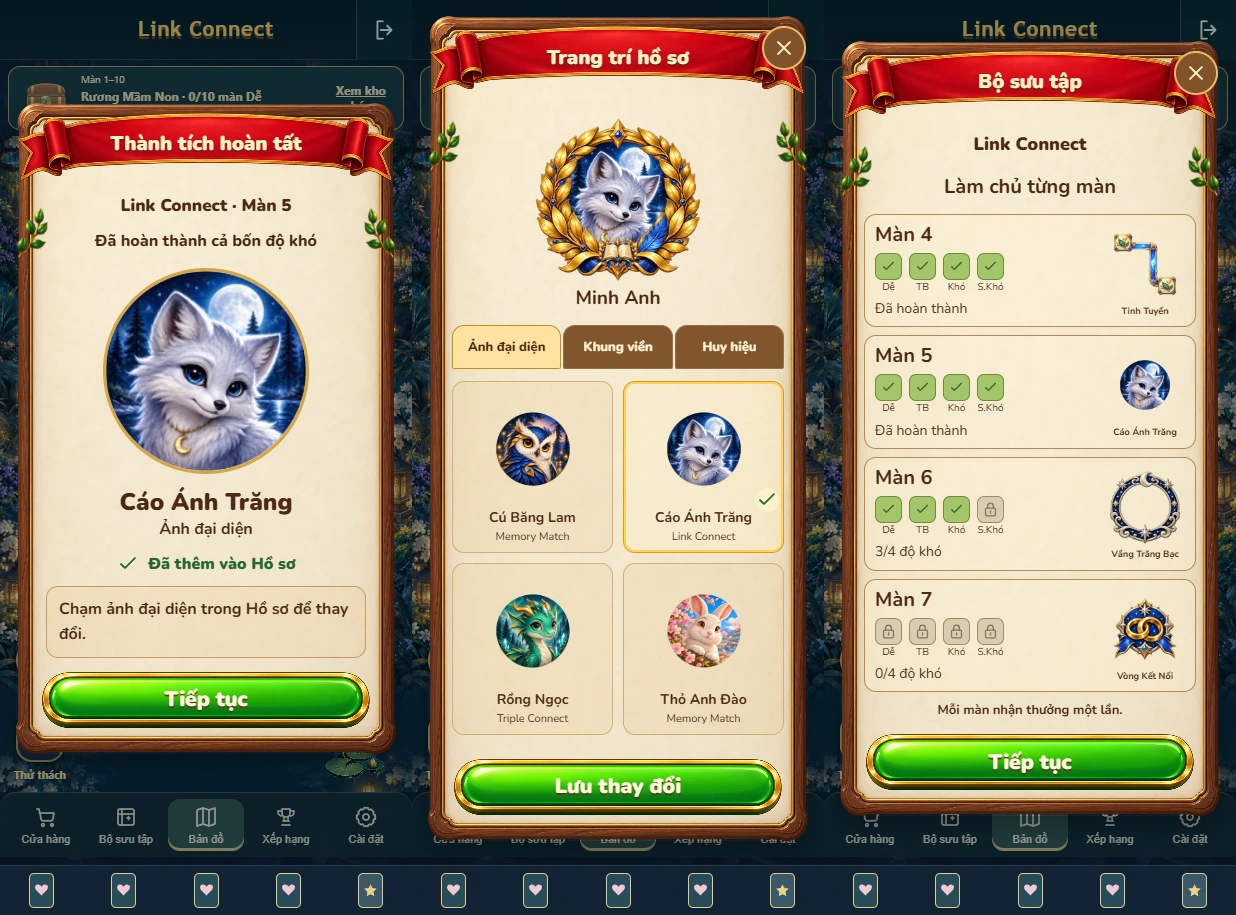 Link Connect
Màn 1–10
Rương Mầm Non · 0/10 màn Dễ
Xem kho
Thành tích hoàn tất
Link Connect · Màn 5
Đã hoàn thành cả bốn độ khó
Cáo Ánh Trăng
Ảnh đại diện
Đã thêm vào Hồ sơ
Chạm ảnh đại diện trong Hồ sơ để thay
đổi.
Tiếp tục
Thử thách
Cửa hàng
Bộ sưu tập
Bản đồ
Xếp hạng
Cài đặt
Trang trí hồ sơ
Minh Anh
Ảnh đại diện
Khung viền
Huy hiệu
Cú Băng Lam
Memory Match
Cáo Ánh Trăng
Link Connect
Rồng Ngọc
Triple Connect
Thỏ Anh Đào
Memory Match
Lưu thay đổi
Link Connect
Bộ sưu tập
Link Connect
Làm chủ từng màn
Màn 4
Dễ
TB
Khó
S.Khó
Đã hoàn thành
Tinh Tuyến
Màn 5
Dễ
TB
Khó
S.Khó
Đã hoàn thành
Cáo Ánh Trăng
Màn 6
Dễ
TB
Khó
S.Khó
3/4 độ khó
Vầng Trăng Bạc
Màn 7
Dễ
TB
Khó
S.Khó
0/4 độ khó
Vòng Kết Nối
Mỗi màn nhận thưởng một lần.
Tiếp tục
Cửa hàng
Bộ sưu tập
Bản đồ
Xếp hạng
Cài đặt